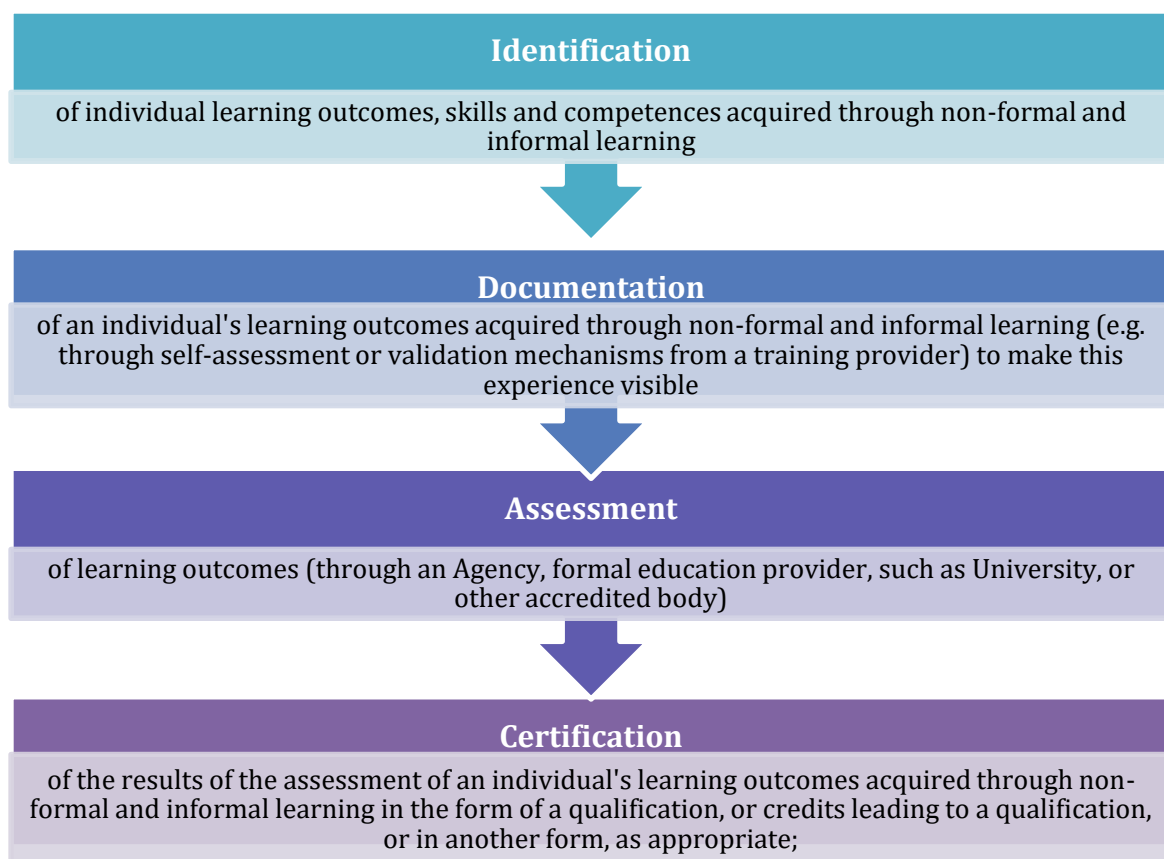 Identification
of individual learning outcomes, skills and competences acquired through non-formal and
informal learning
Documentation
of an individual's learning outcomes acquired through non-formal and informal learning (e.g.
through self-assessment or validation mechanisms from a training provider) to make this
experience visible
Assessment
of learning outcomes (through an Agency, formal education provider, such as University, or
other accredited body)
Certification
of the results of the assessment of an individual's learning outcomes acquired through non-
formal and informal learning in the form of a qualification, or credits leading to a qualification,
or in another form, as appropriate;